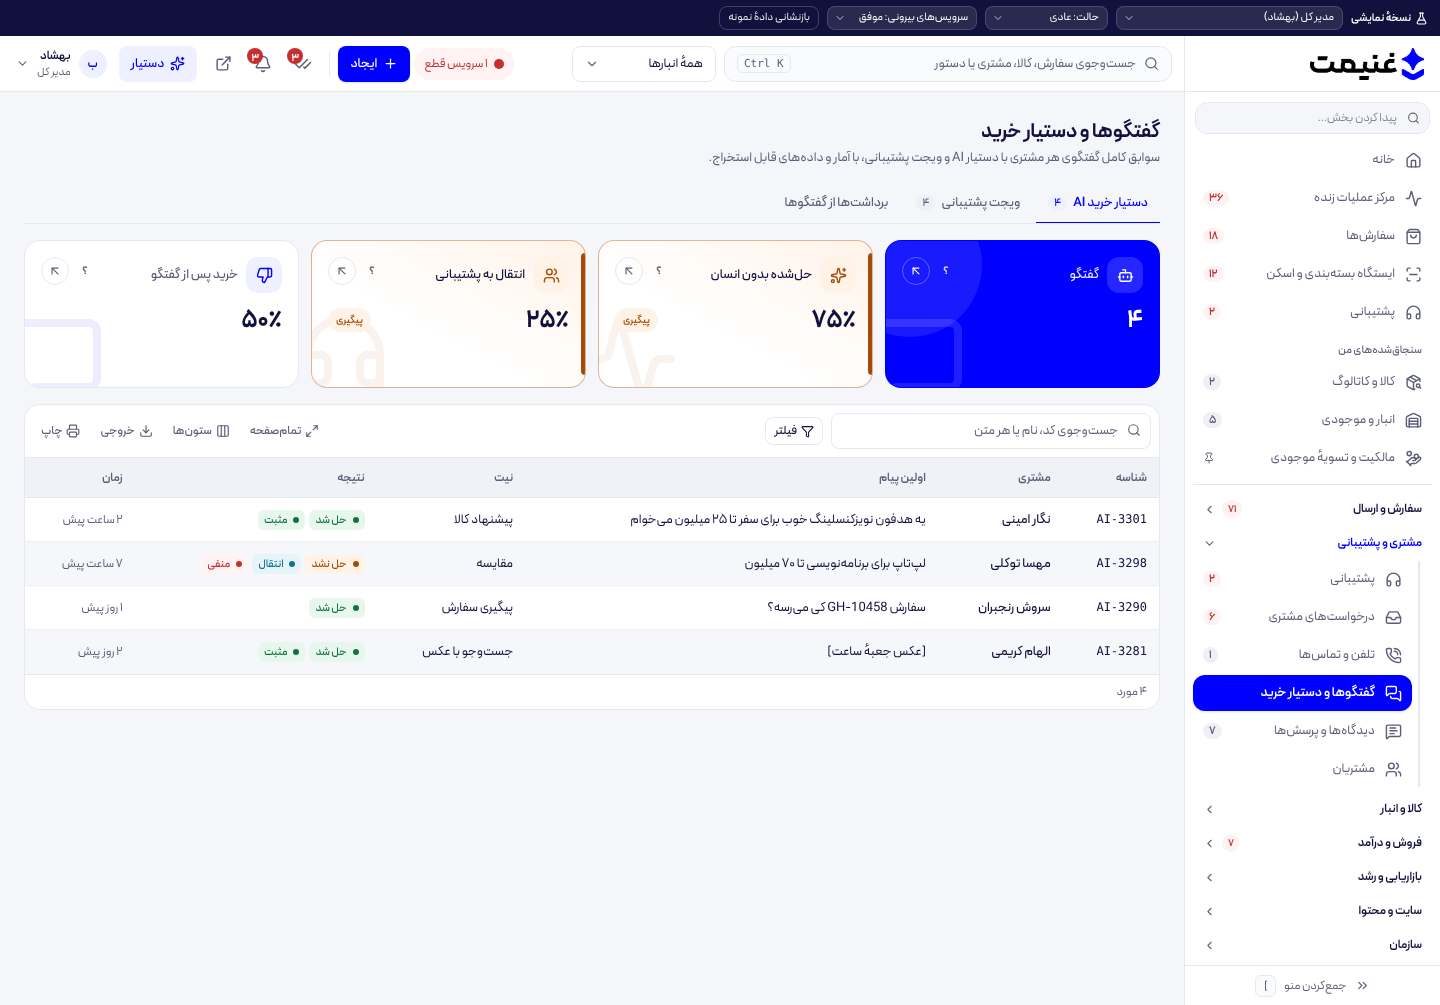 نسخهٔ نمایشی
مدیر کل (بهشاد)
حالت: عادی
سرویس‌های بیرونی: موفق
بازنشانی دادهٔ نمونه
غنیمت
جست‌وجوی سفارش، کالا، مشتری یا دستور
Ctrl K
همهٔ انبارها
۱ سرویس قطع
ایجاد
۳
۳
دستیار
ب
بهشاد
مدیر کل
پیدا کردن بخش...
خانه
مرکز عملیات زنده ۳۶
سفارش‌ها ۱۸
ایستگاه بسته‌بندی و اسکن ۱۲
پشتیبانی ۲
سنجاق‌شده‌های من
کالا و کاتالوگ ۲
انبار و موجودی ۵
مالکیت و تسویهٔ موجودی
سفارش و ارسال ۷۱
مشتری و پشتیبانی
پشتیبانی ۲
درخواست‌های مشتری ۶
تلفن و تماس‌ها ۱
گفتگوها و دستیار خرید
دیدگاه‌ها و پرسش‌ها ۷
مشتریان
کالا و انبار
فروش و درآمد ۷
بازاریابی و رشد
سایت و محتوا
سازمان
جمع‌کردن منو ]
گفتگوها و دستیار خرید
سوابق کامل گفتگوی هر مشتری با دستیار AI و ویجت پشتیبانی، با آمار و داده‌های قابل استخراج.
دستیار خرید AI ۴
ویجت پشتیبانی ۴
برداشت‌ها از گفتگوها
گفتگو ؟
۴
حل‌شده بدون انسان ؟
۷۵٪
پیگیری
انتقال به پشتیبانی ؟
۲۵٪
پیگیری
خرید پس از گفتگو ؟
۵۰٪
جست‌وجوی کد، نام یا هر متن
فیلتر
تمام‌صفحه
ستون‌ها
خروجی
چاپ
شناسه مشتری اولین پیام نیت نتیجه زمان
AI-3301 نگار امینی یه هدفون نویزکنسلینگ خوب برای سفر تا ۲۵ میلیون می‌خوام پیشنهاد کالا حل شد مثبت ۲ ساعت پیش
AI-3298 مهسا توکلی لپ‌تاپ برای برنامه‌نویسی تا ۷۰ میلیون مقایسه حل نشد انتقال منفی ۷ ساعت پیش
AI-3290 سروش رنجبران سفارش GH-10458 کی می‌رسه؟ پیگیری سفارش حل شد ۱ روز پیش
AI-3281 الهام کریمی [عکس جعبهٔ ساعت] جست‌وجو با عکس حل شد مثبت ۲ روز پیش
۴ مورد